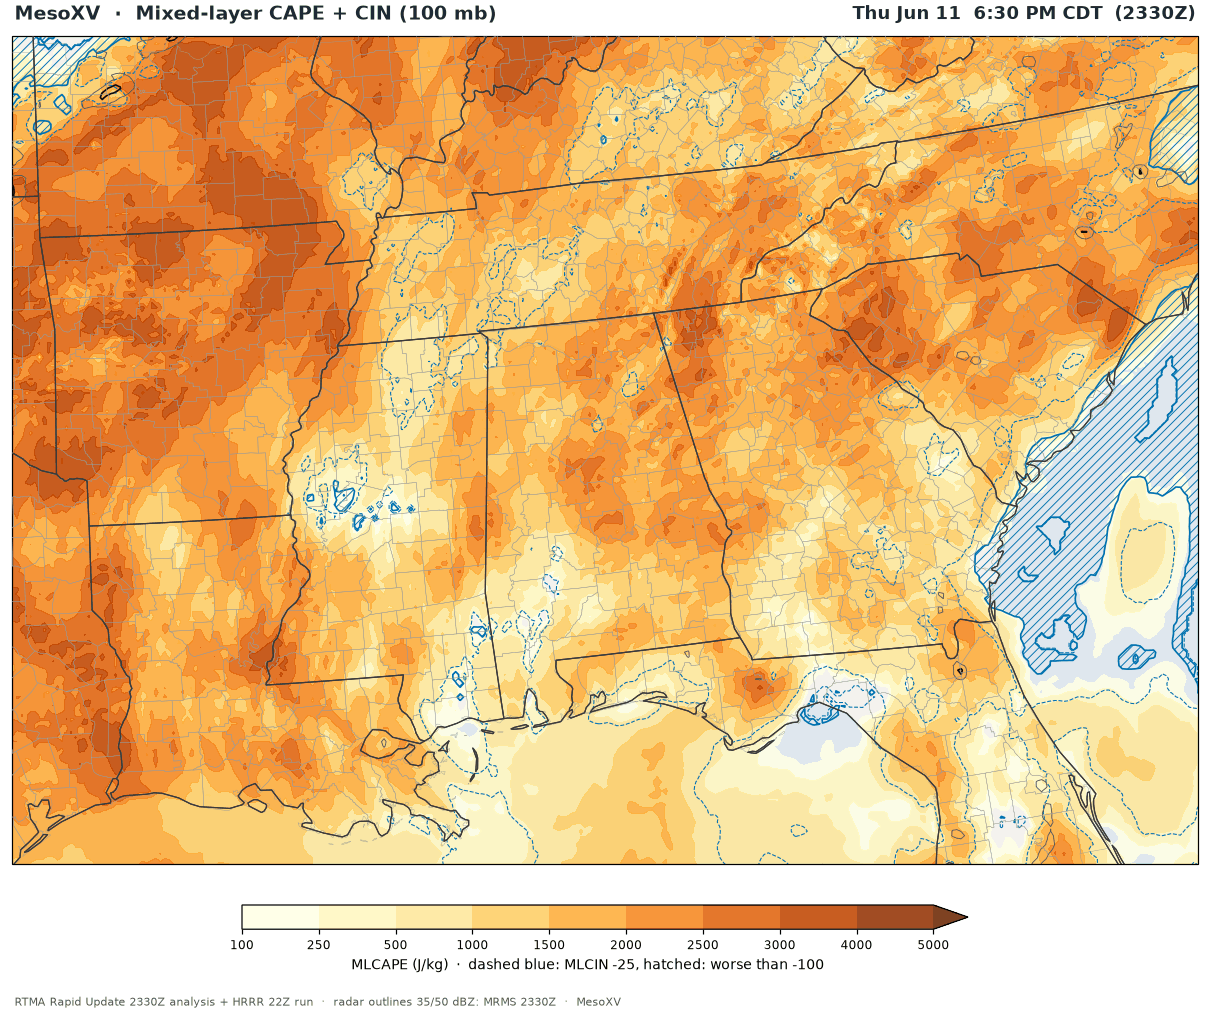 MesoXV · Mixed-layer CAPE + CIN (100 mb)
Thu Jun 11 6:30 PM CDT (2330Z)
100 250 500 1000 1500 2000 2500 3000 4000 5000
MLCAPE (J/kg) · dashed blue: MLCIN -25, hatched: worse than -100
RTMA Rapid Update 2330Z analysis + HRRR 22Z run · radar outlines 35/50 dBZ: MRMS 2330Z · MesoXV